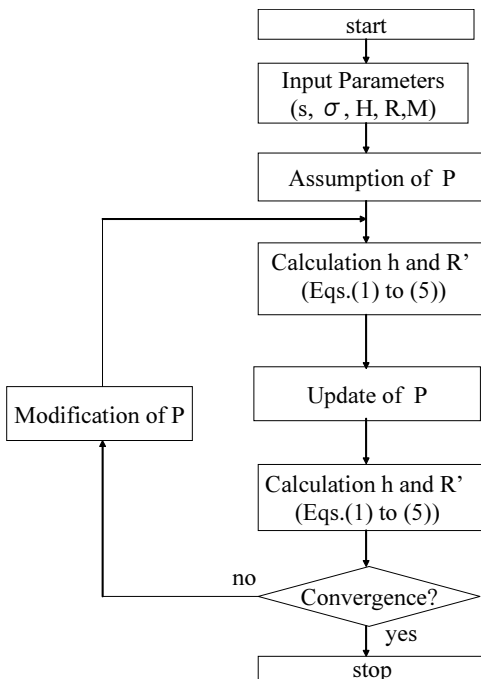 start
Input Parameters
(s, σ, H, R,M)
Assumption of P
Calculation h and R’
(Eqs.(1) to (5))
Update of P
Modification of P
Calculation h and R’
(Eqs.(1) to (5))
no
Convergence?
yes
stop